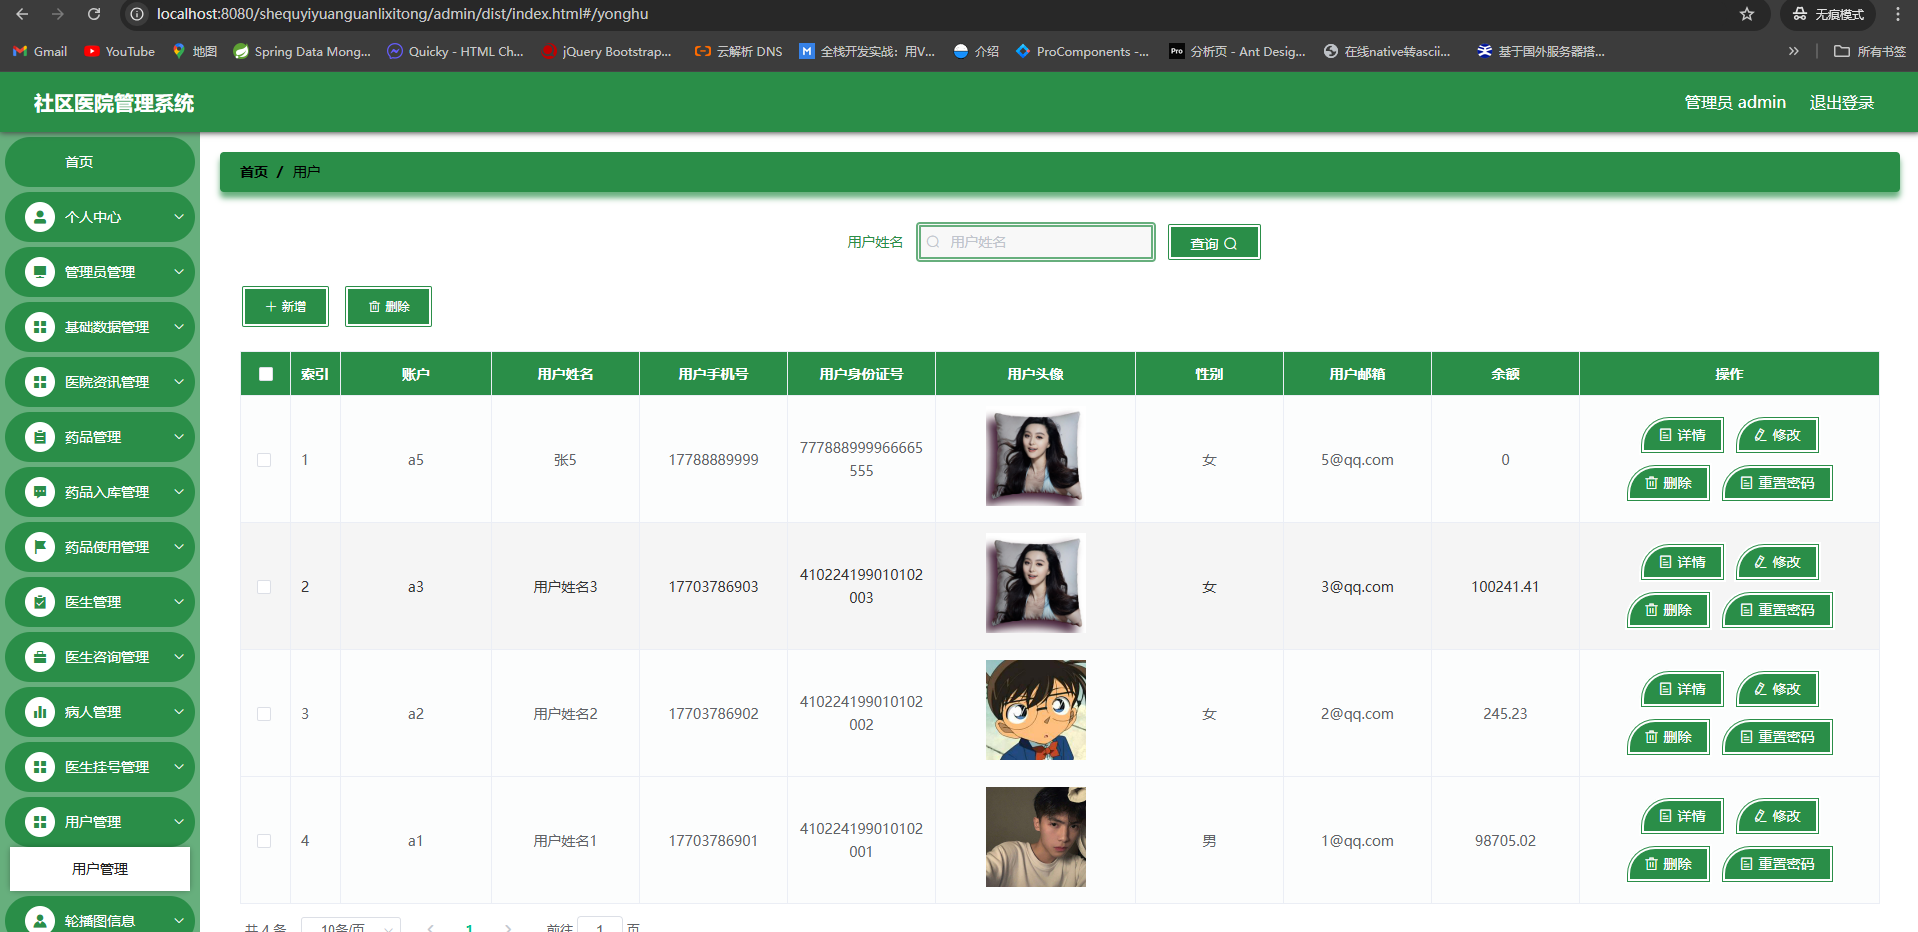 localhost:8080/shequyiyuanguanlixitong/admin/dist/index.html#/yonghu
无痕模式
Gmail YouTube 地图 Spring Data Mong... Quicky - HTML Ch... jQuery Bootstrap... 云解析 DNS 全栈开发实战：用V... 介绍 ProComponents -... Pro 分析页 - Ant Desig... 在线native转ascii... 基于国外服务器搭... » 所有书签
社区医院管理系统 管理员 admin 退出登录
首页
个人中心
管理员管理
基础数据管理
医院资讯管理
药品管理
药品入库管理
药品使用管理
医生管理
医生咨询管理
病人管理
医生挂号管理
用户管理
用户管理
轮播图信息
首页 / 用户
用户姓名 用户姓名 查询
新增 删除
索引 账户 用户姓名 用户手机号 用户身份证号 用户头像 性别 用户邮箱 余额 操作
1 a5 张5 17788889999 777888999966665 女 5@qq.com 0 详情 修改
555 删除 重置密码
2 a3 用户姓名3 17703786903 410224199010102 女 3@qq.com 100241.41 详情 修改
003 删除 重置密码
3 a2 用户姓名2 17703786902 410224199010102 女 2@qq.com 245.23 详情 修改
002 删除 重置密码
4 a1 用户姓名1 17703786901 410224199010102 男 1@qq.com 98705.02 详情 修改
001 删除 重置密码
共 4 条 10条/页 1 前往 1 页